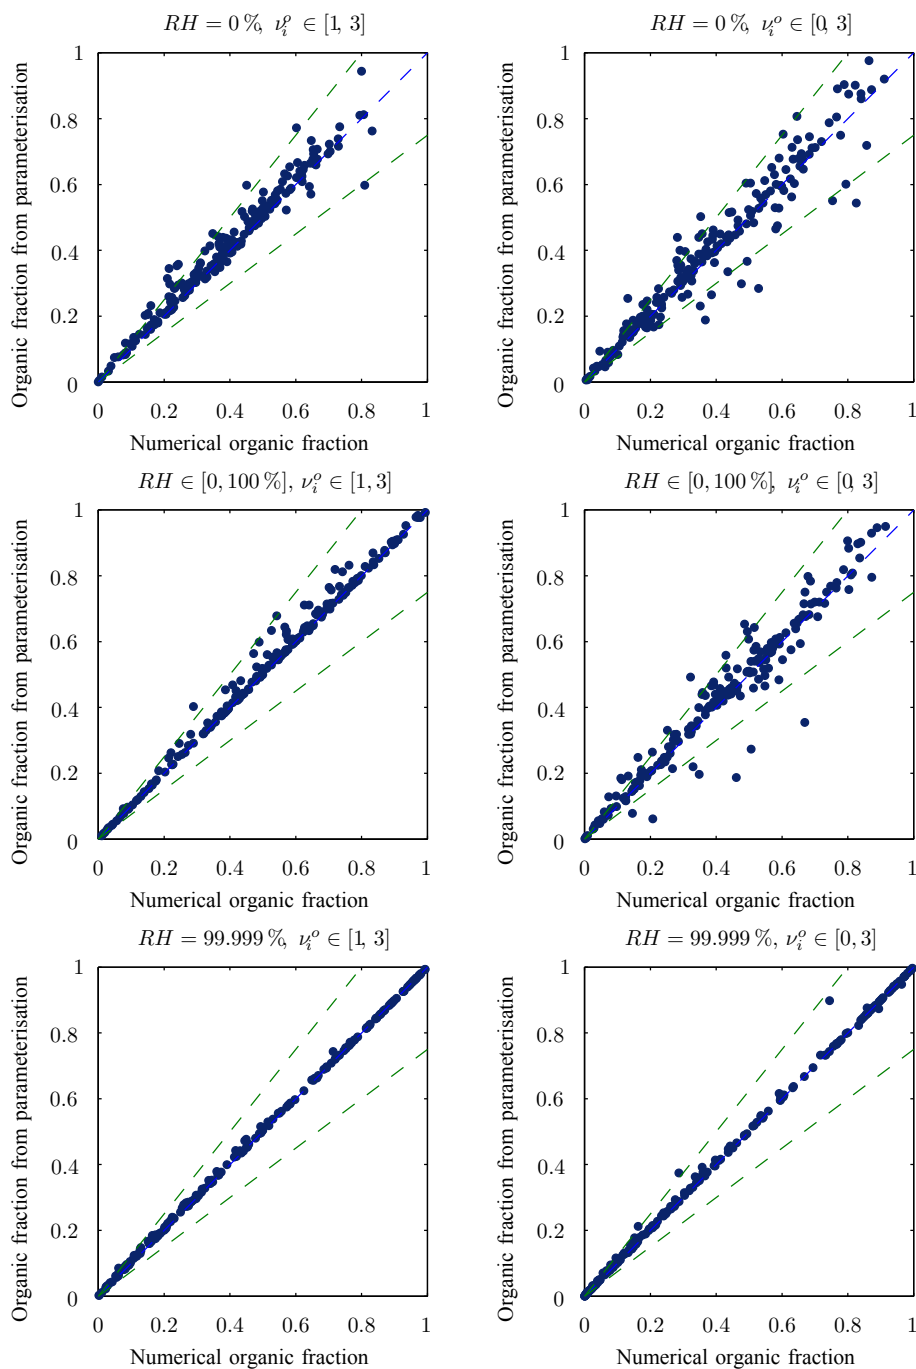 RH = 0 %, ν_i^o ∈ [1, 3]
RH = 0 %, ν_i^o ∈ [0, 3]
1
0.8
0.6
0.4
0.2
0
Organic fraction from parameterisation
0 0.2 0.4 0.6 0.8 1
Numerical organic fraction
1
0.8
0.6
0.4
0.2
0
Organic fraction from parameterisation
0 0.2 0.4 0.6 0.8 1
Numerical organic fraction
RH ∈ [0, 100 %], ν_i^o ∈ [1, 3]
RH ∈ [0, 100 %], ν_i^o ∈ [0, 3]
1
0.8
0.6
0.4
0.2
0
Organic fraction from parameterisation
0 0.2 0.4 0.6 0.8 1
Numerical organic fraction
1
0.8
0.6
0.4
0.2
0
Organic fraction from parameterisation
0 0.2 0.4 0.6 0.8 1
Numerical organic fraction
RH = 99.999 %, ν_i^o ∈ [1, 3]
RH = 99.999 %, ν_i^o ∈ [0, 3]
1
0.8
0.6
0.4
0.2
0
Organic fraction from parameterisation
0 0.2 0.4 0.6 0.8 1
Numerical organic fraction
1
0.8
0.6
0.4
0.2
0
Organic fraction from parameterisation
0 0.2 0.4 0.6 0.8 1
Numerical organic fraction